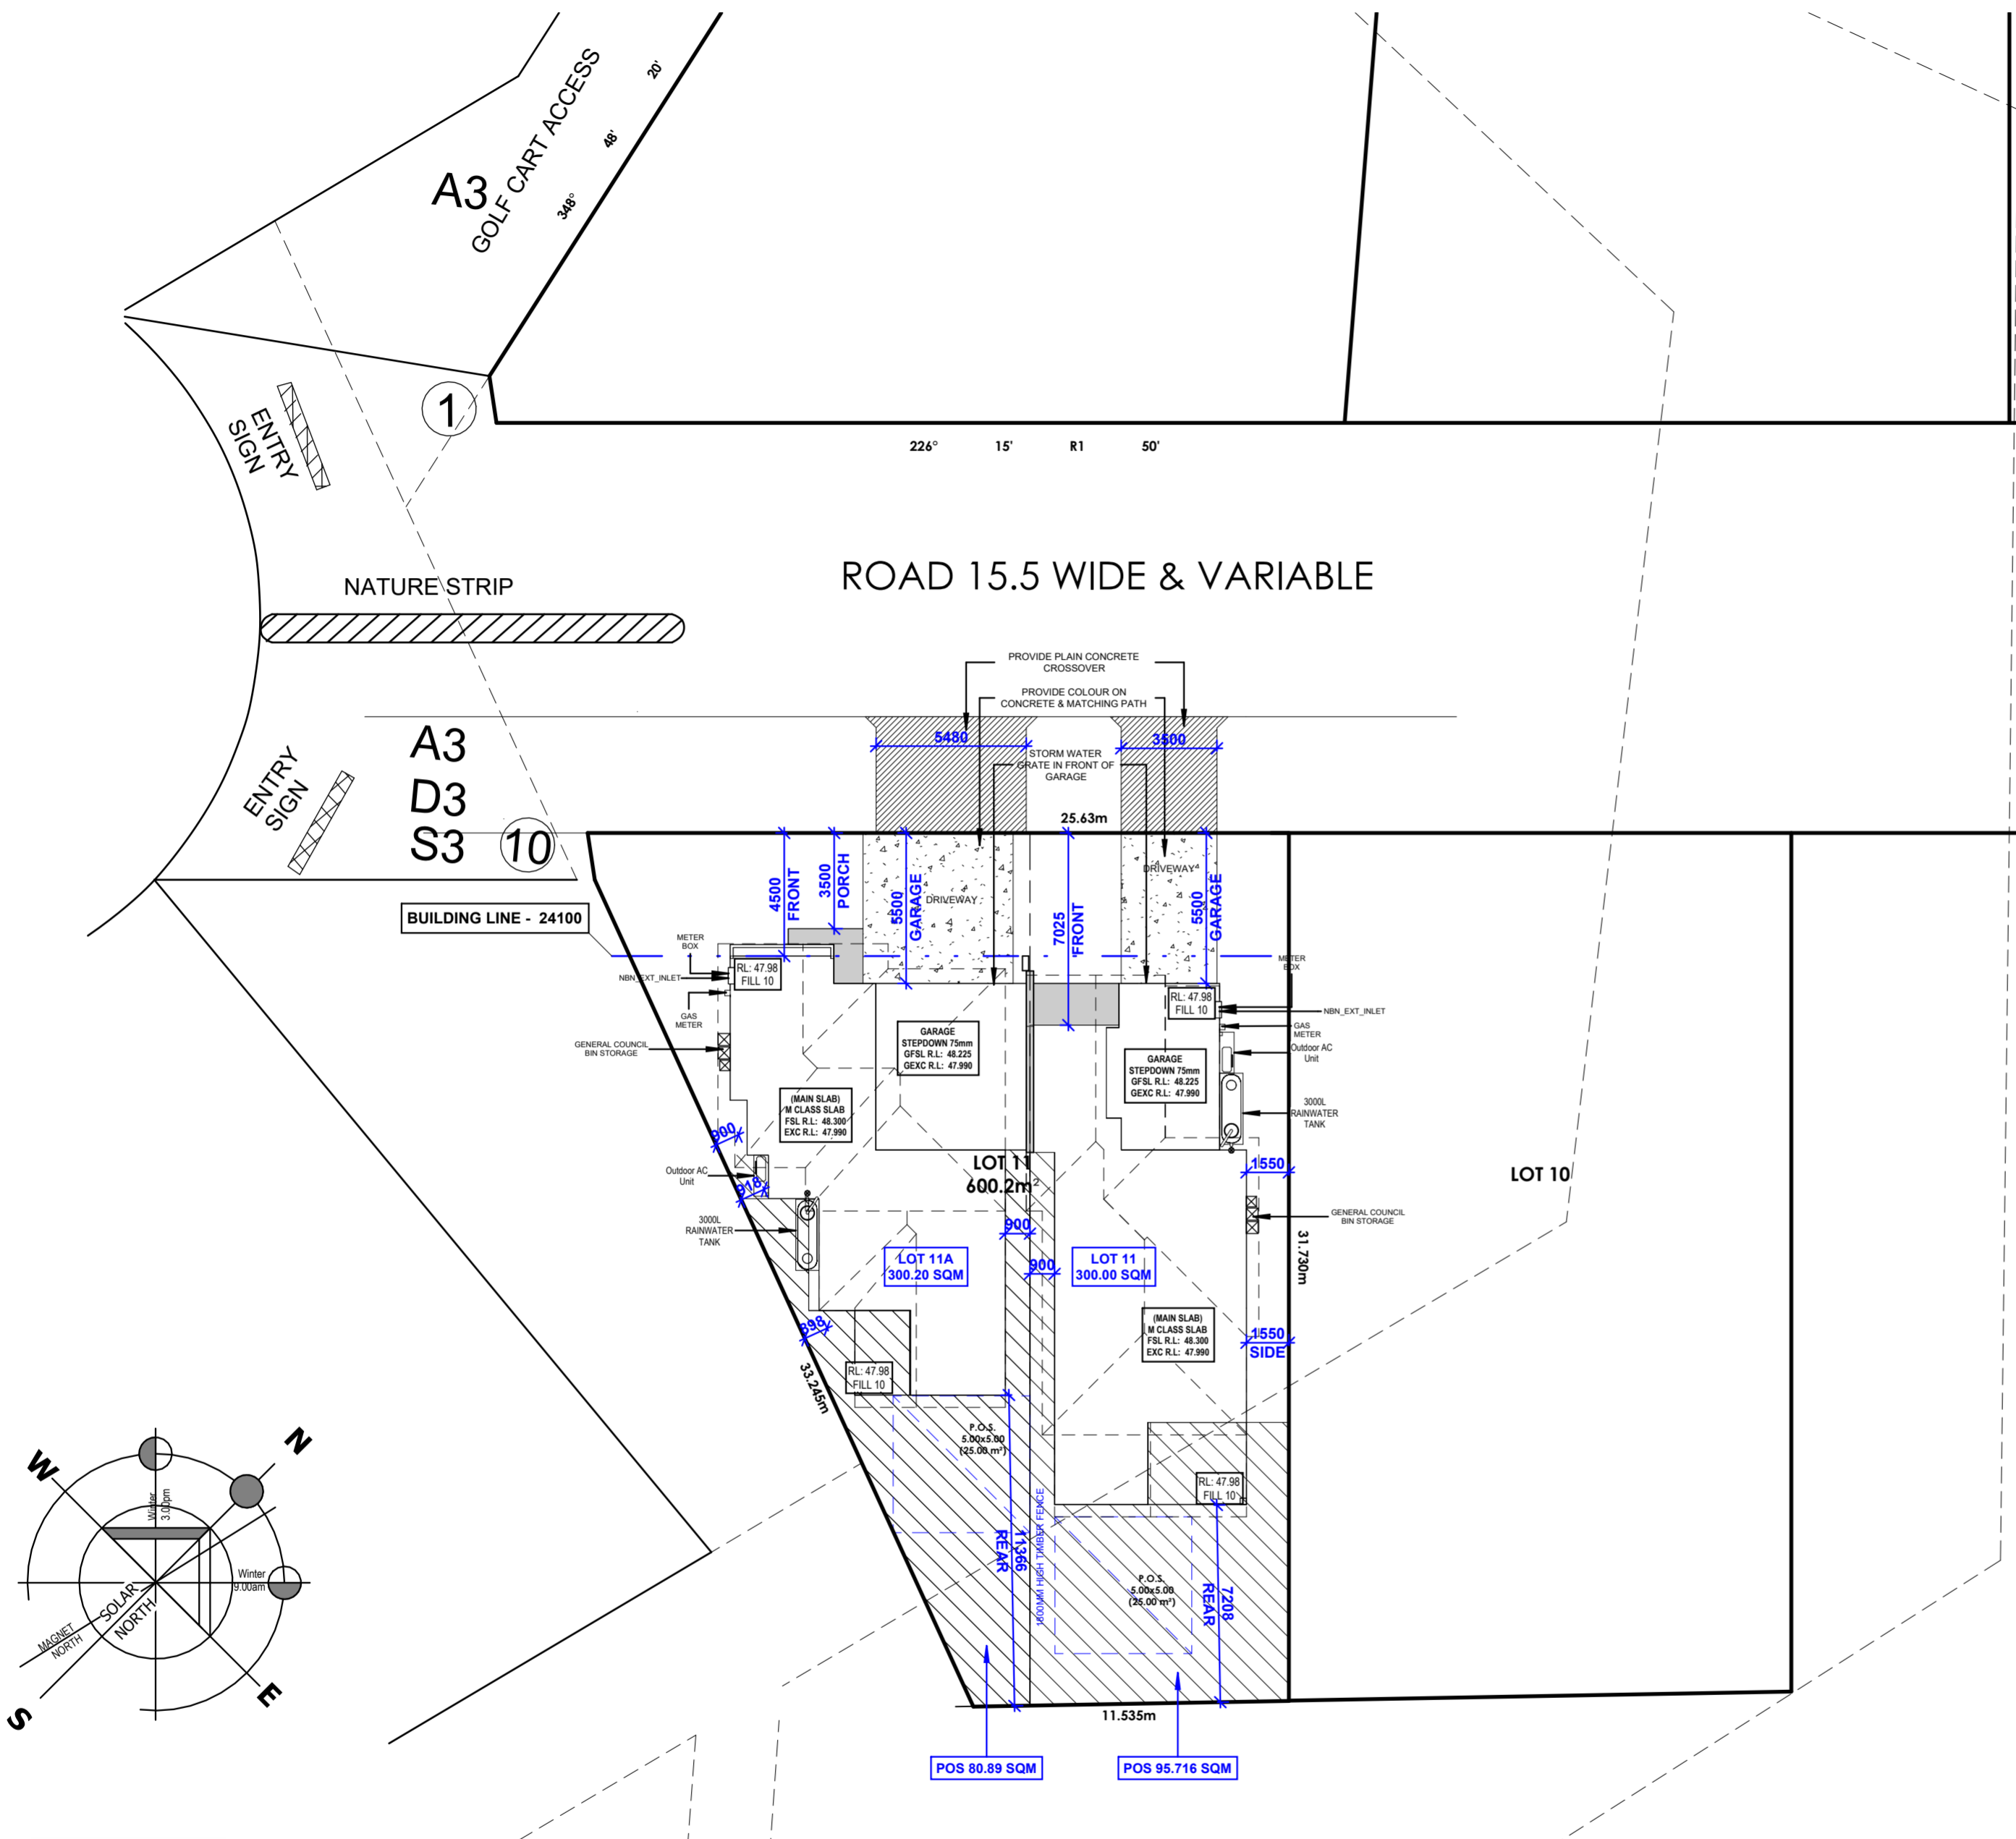 GOLF CART ACCESS
A3
20'
48'
348°
1
ENTRY
SIGN
226° 15' R1 50'
NATURE STRIP
ROAD 15.5 WIDE & VARIABLE
PROVIDE PLAIN CONCRETE
CROSSOVER
PROVIDE COLOUR ON
CONCRETE & MATCHING PATH
5480
3500
STORM WATER
GRATE IN FRONT OF
GARAGE
25.63m
A3
D3
S3
10
ENTRY
SIGN
BUILDING LINE - 24100
4500
FRONT
3500
PORCH
5500
GARAGE
DRIVEWAY
7025
FRONT
DRIVEWAY
5500
GARAGE
METER
BOX
NBN_EXT_INLET
GAS
METER
GENERAL COUNCIL
BIN STORAGE
RL: 47.98
FILL 10
GARAGE
STEPDOWN 75mm
GFSL R.L: 48.225
GEXC R.L: 47.990
(MAIN SLAB)
M CLASS SLAB
FSL R.L: 48.300
EXC R.L: 47.990
RL: 47.98
FILL 10
GARAGE
STEPDOWN 75mm
GFSL R.L: 48.225
GEXC R.L: 47.990
METER
BOX
NBN_EXT_INLET
GAS
METER
Outdoor AC
Unit
3000L
RAINWATER
TANK
900
Outdoor AC
Unit
918
3000L
RAINWATER
TANK
LOT 11
600.2m²
1550
LOT 10
GENERAL COUNCIL
BIN STORAGE
900
900
LOT 11A
300.20 SQM
LOT 11
300.00 SQM
31.730m
898
33.245m
(MAIN SLAB)
M CLASS SLAB
FSL R.L: 48.300
EXC R.L: 47.990
1550
SIDE
RL: 47.98
FILL 10
P.O.S.
5.00x5.00
(25.00 m²)
RL: 47.98
FILL 10
11366
REAR
1800MM HIGH TIMBER FENCE
P.O.S.
5.00x5.00
(25.00 m²)
7208
REAR
11.535m
POS 80.89 SQM
POS 95.716 SQM
W
N
Winter
3.00pm
Winter
9.00am
SOLAR
NORTH
MAGNET
NORTH
S
E